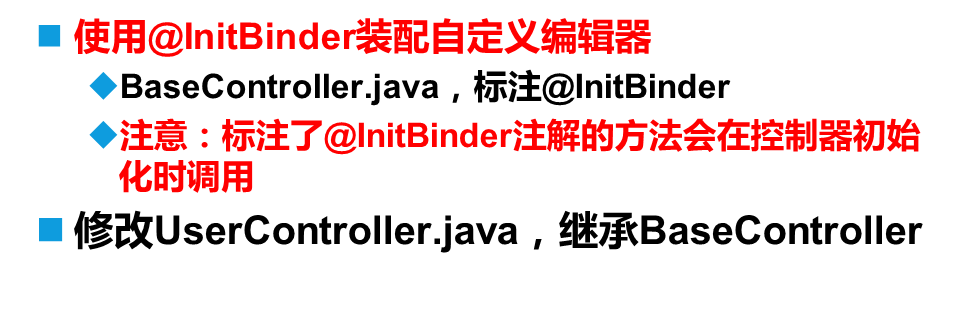 使用@InitBinder装配自定义编辑器
BaseController.java，标注@InitBinder
注意：标注了@InitBinder注解的方法会在控制器初始
化时调用
修改UserController.java，继承BaseController